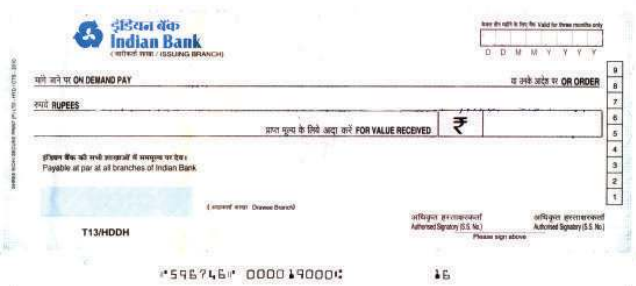 इंडियन बैंक
Indian Bank
( जारीकर्ता शाखा / ISSUING BRANCH)
केवल तीन महीने के लिए वैध Valid for three months only
D D M M Y Y Y Y
मांगे जाने पर ON DEMAND PAY
या उनके आदेश पर OR ORDER
रुपये RUPEES
प्राप्त मूल्य के लिये अदा करें FOR VALUE RECEIVED ₹
9
8
7
6
5
4
3
2
1
इंडियन बैंक की सभी शाखाओं में सममूल्य पर देय।
Payable at par at all branches of Indian Bank
( अदाकर्ता शाखा Drawee Branch)
T13/HDDH
अधिकृत हस्ताक्षरकर्ता अधिकृत हस्ताक्षरकर्ता
Authorised Signatory (S.S. No.) Authorised Signatory (S.S. No.)
Please sign above
⑈596746⑈ 000019000⑆ 16